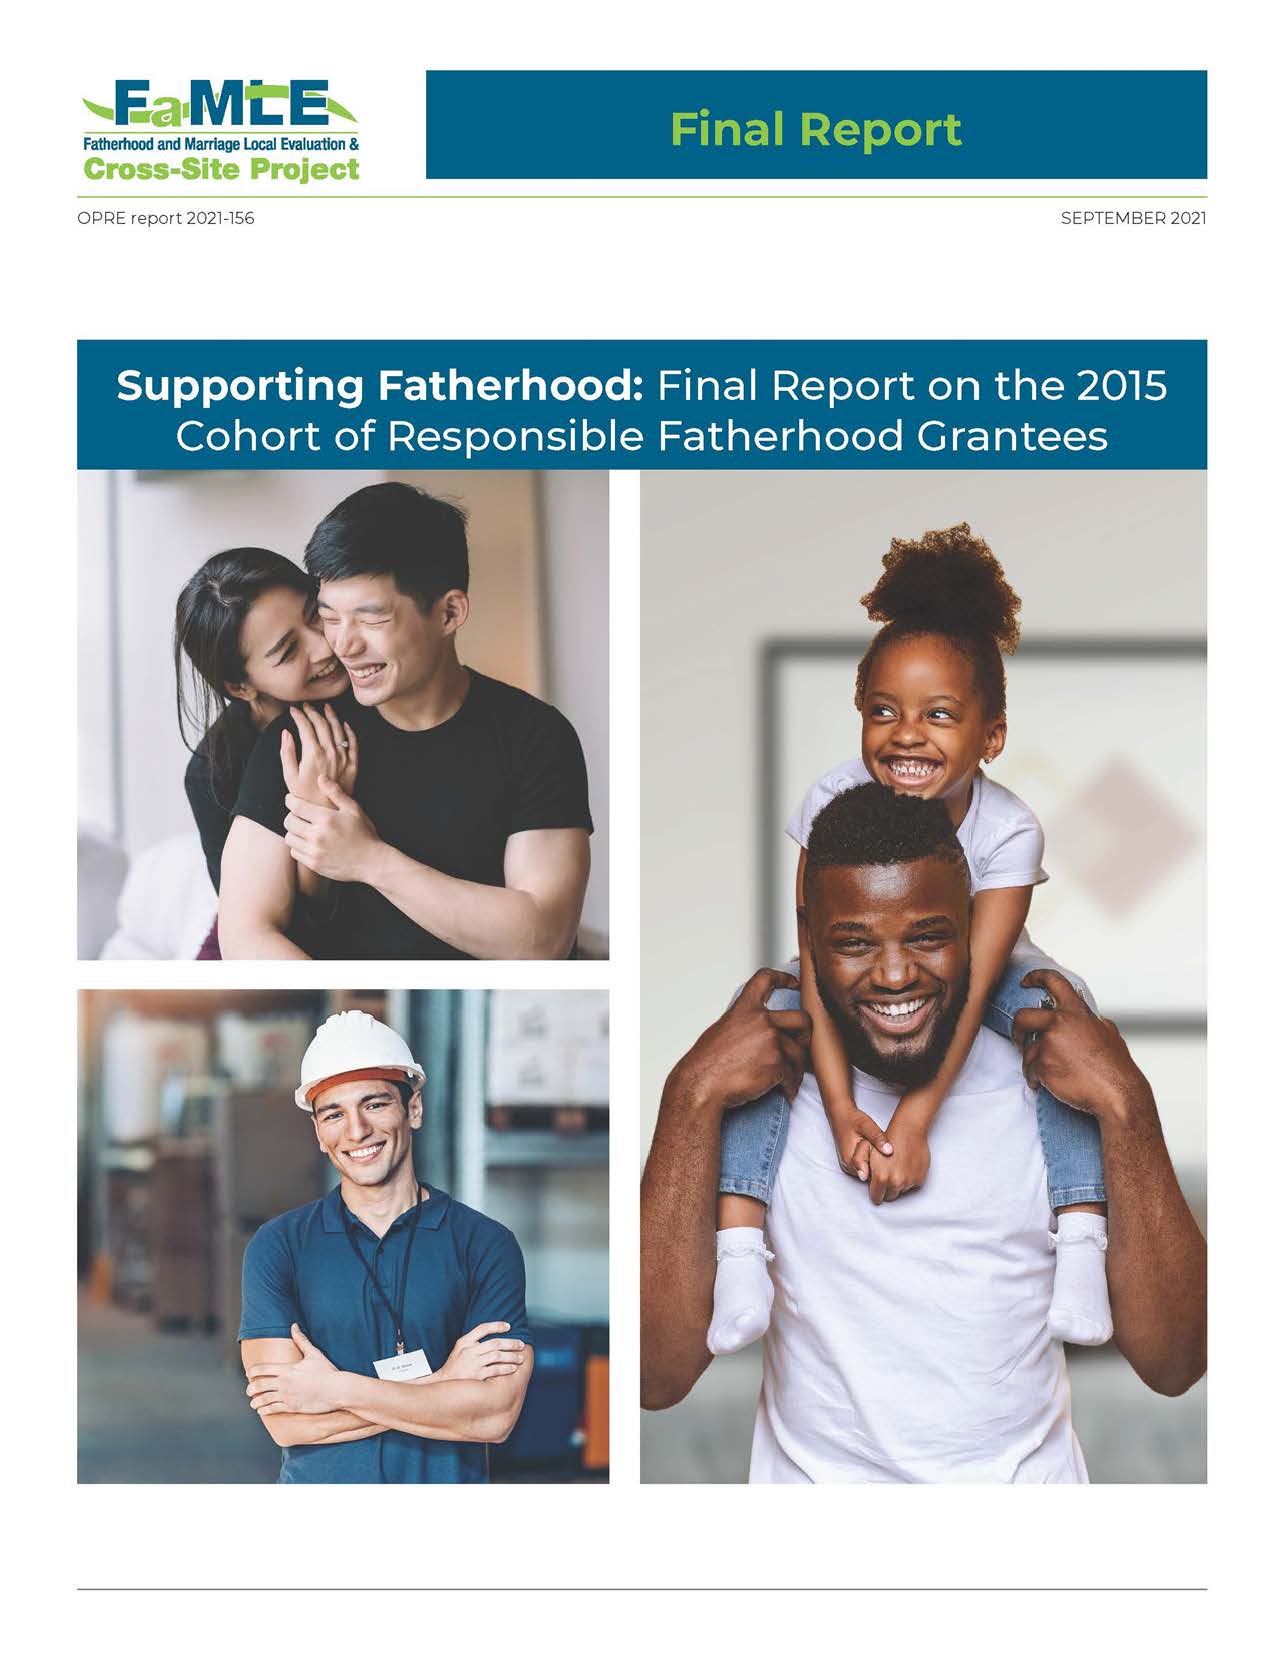 FaMLE
Fatherhood and Marriage Local Evaluation &
Cross-Site Project
Final Report
OPRE report 2021-156
SEPTEMBER 2021
Supporting Fatherhood: Final Report on the 2015
Cohort of Responsible Fatherhood Grantees